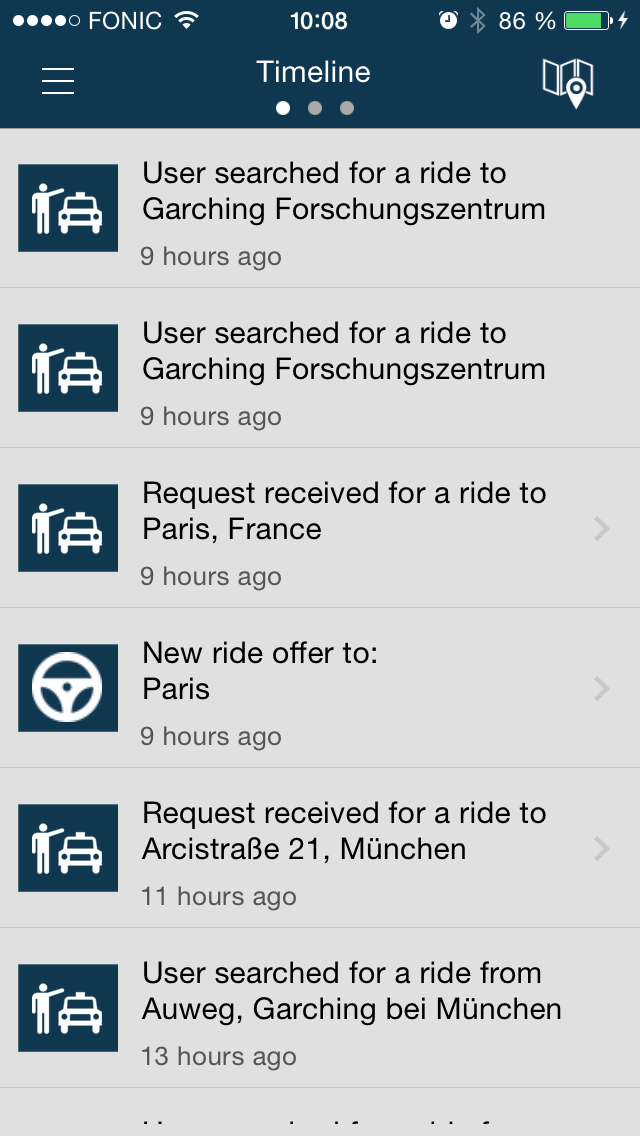 FONIC 10:08 86 %
Timeline
User searched for a ride to
Garching Forschungszentrum
9 hours ago
User searched for a ride to
Garching Forschungszentrum
9 hours ago
Request received for a ride to
Paris, France
9 hours ago
New ride offer to:
Paris
9 hours ago
Request received for a ride to
Arcistraße 21, München
11 hours ago
User searched for a ride from
Auweg, Garching bei München
13 hours ago